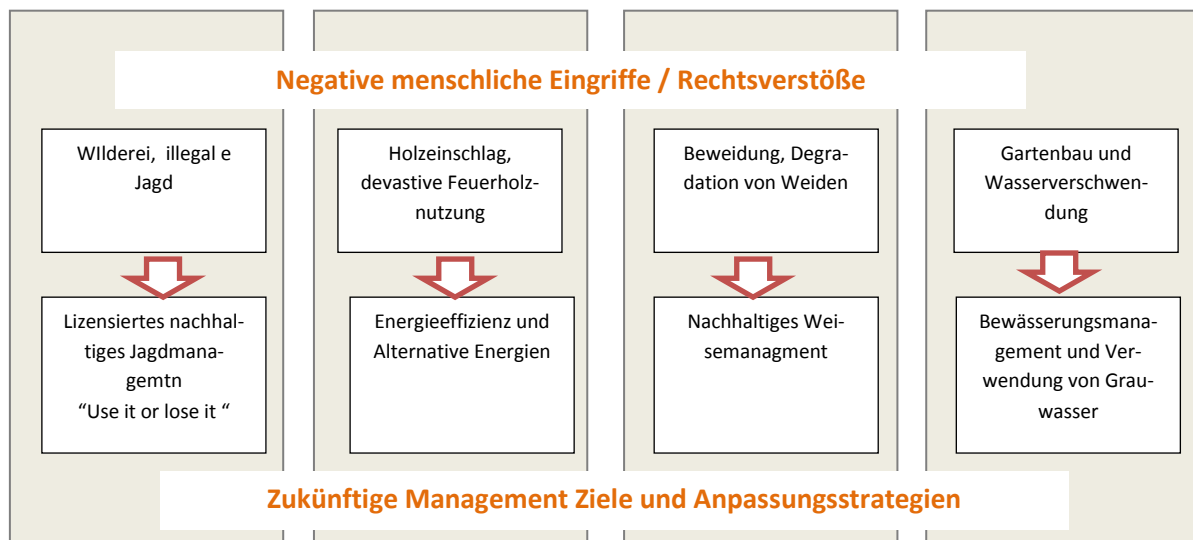 Negative menschliche Eingriffe / Rechtsverstöße
WIlderei, illegal e
Jagd
Holzeinschlag,
devastive Feuerholz-
nutzung
Beweidung, Degra-
dation von Weiden
Gartenbau und
Wasserverschwen-
dung
Lizensiertes nachhal-
tiges Jagdmana-
gemtn
“Use it or lose it “
Energieeffizienz und
Alternative Energien
Nachhaltiges Wei-
semanagment
Bewässerungsmana-
gement und Ver-
wendung von Grau-
wasser
Zukünftige Management Ziele und Anpassungsstrategien